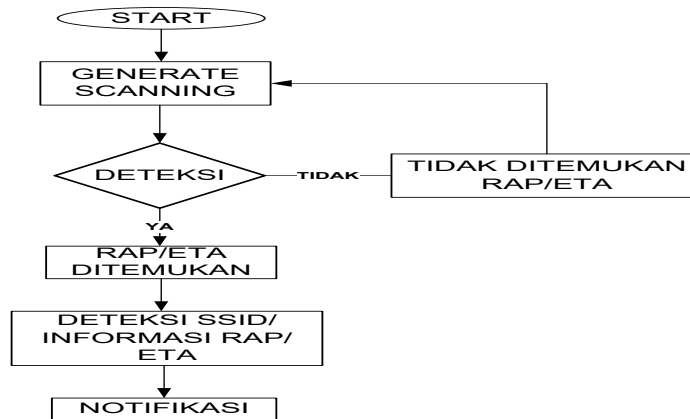 START
GENERATE
SCANNING
DETEKSI
TIDAK
TIDAK DITEMUKAN
RAP/ETA
YA
RAP/ETA
DITEMUKAN
DETEKSI SSID/
INFORMASI RAP/
ETA
NOTIFIKASI